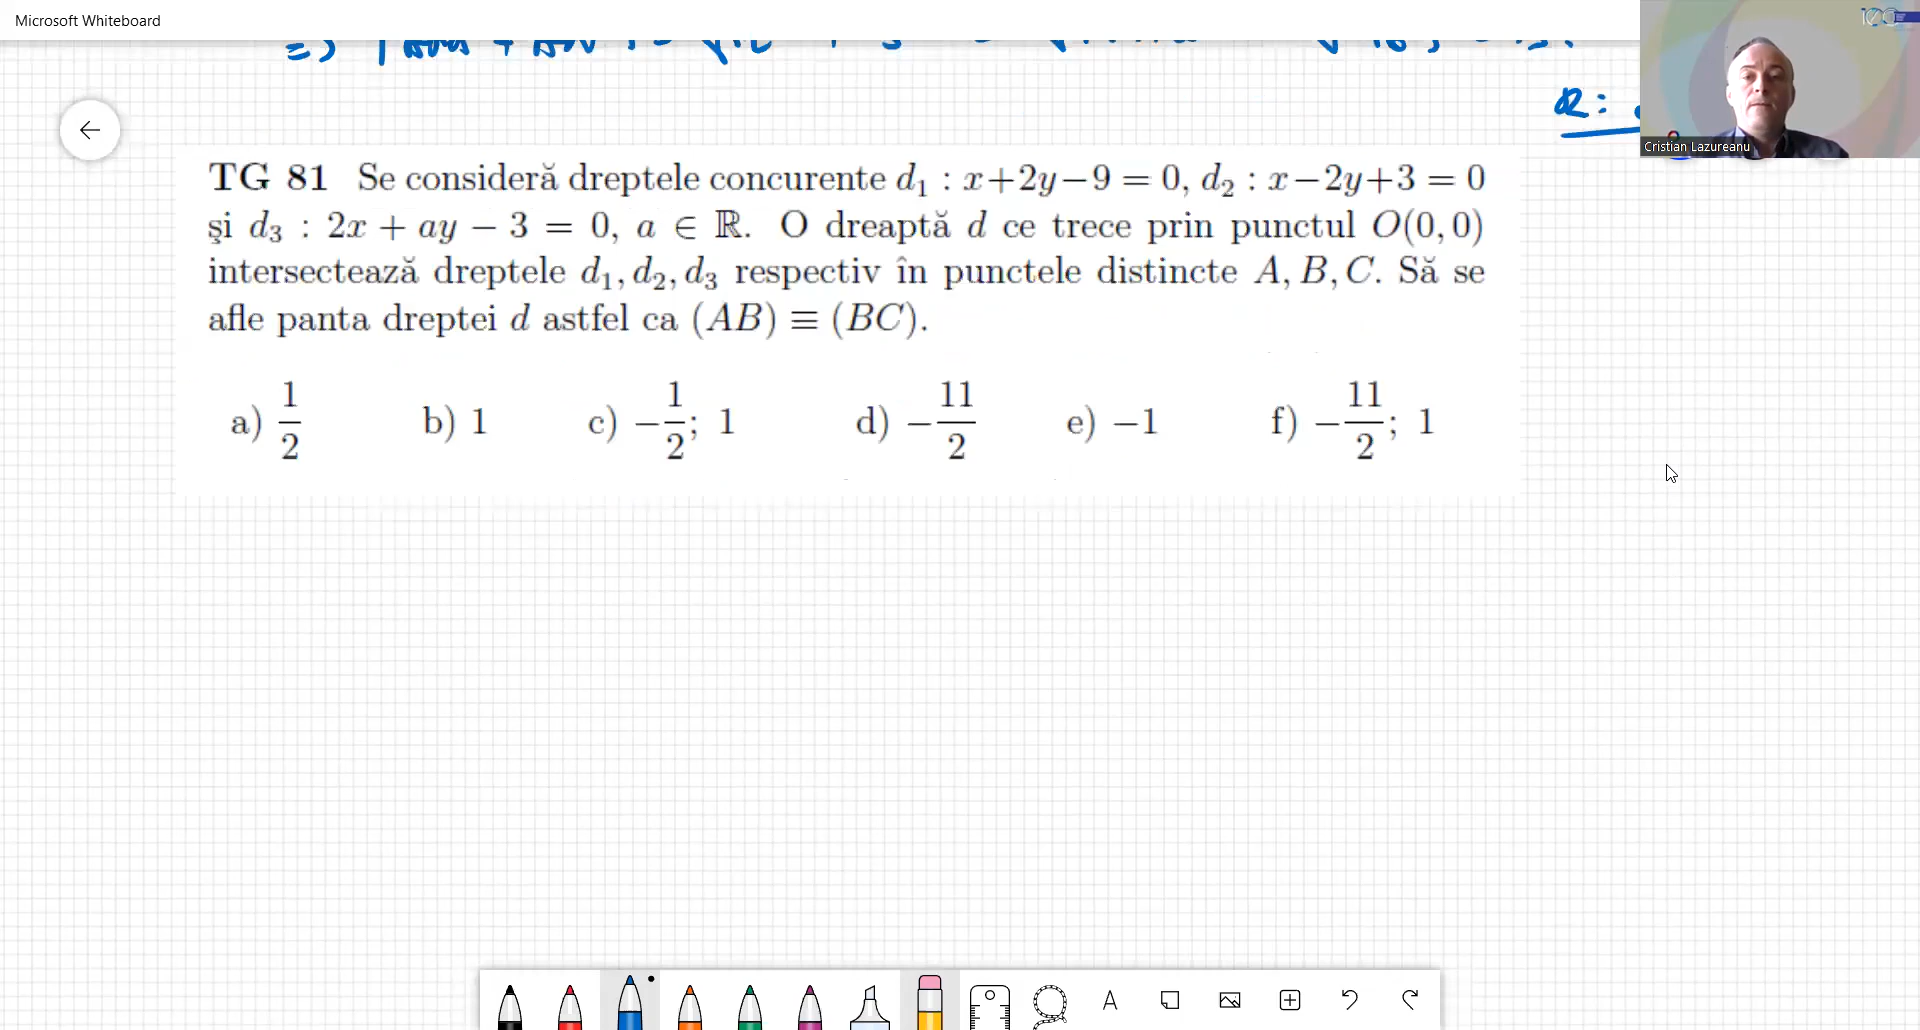 Microsoft Whiteboard
R:
Cristian Lazureanu
TG 81 Se consideră dreptele concurente d₁ : x+2y−9 = 0, d₂ : x−2y+3 = 0
şi d₃ : 2x + ay − 3 = 0, a ∈ ℝ. O dreaptă d ce trece prin punctul O(0, 0)
intersectează dreptele d₁, d₂, d₃ respectiv în punctele distincte A, B, C. Să se
afle panta dreptei d astfel ca (AB) ≡ (BC).
a) 1/2 b) 1 c) −1/2; 1 d) −11/2 e) −1 f) −11/2; 1